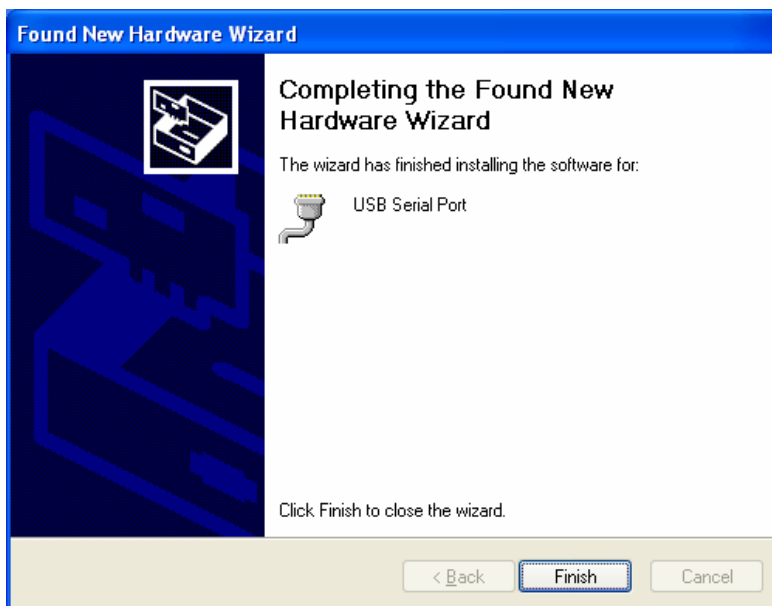 Found New Hardware Wizard
Completing the Found New
Hardware Wizard
The wizard has finished installing the software for:
USB Serial Port
Click Finish to close the wizard.
< Back
Finish
Cancel